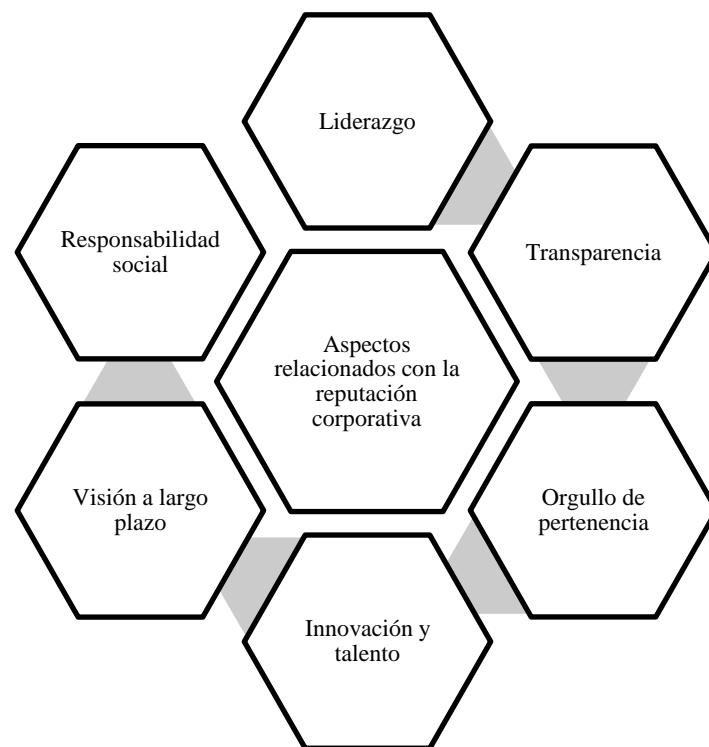 Liderazgo
Transparencia
Orgullo de
pertenencia
Innovación y
talento
Visión a largo
plazo
Responsabilidad
social
Aspectos
relacionados con la
reputación
corporativa